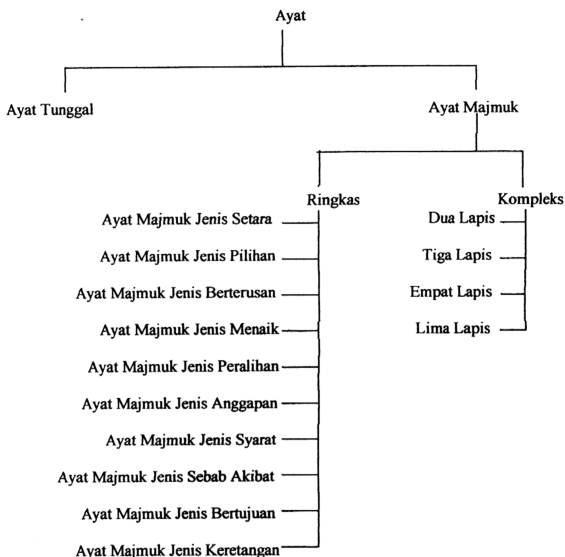 Ayat
Ayat Tunggal
Ayat Majmuk
Ringkas
Ayat Majmuk Jenis Setara
Ayat Majmuk Jenis Pilihan
Ayat Majmuk Jenis Berterusan
Ayat Majmuk Jenis Menaik
Ayat Majmuk Jenis Peralihan
Ayat Majmuk Jenis Anggapan
Ayat Majmuk Jenis Syarat
Ayat Majmuk Jenis Sebab Akibat
Ayat Majmuk Jenis Bertujuan
Ayat Majmuk Jenis Keretangan
Kompleks
Dua Lapis
Tiga Lapis
Empat Lapis
Lima Lapis